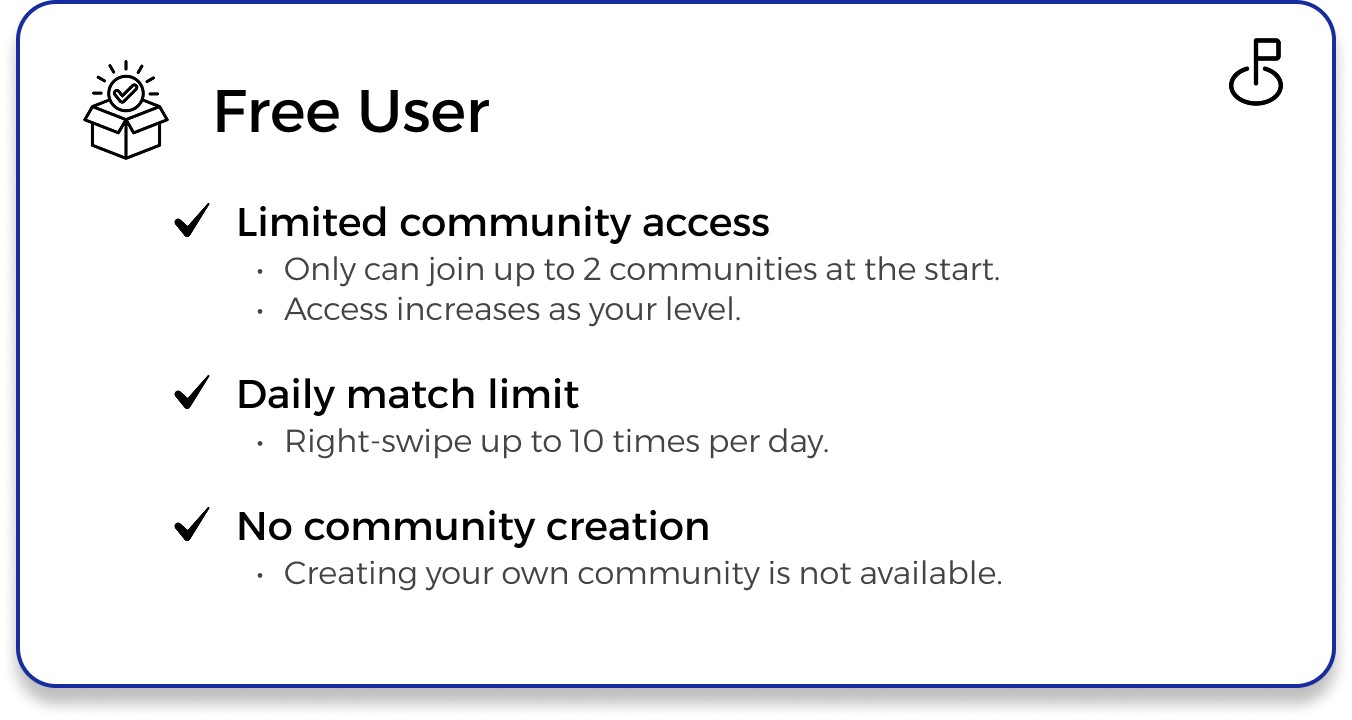 Free User
Limited community access
• Only can join up to 2 communities at the start.
• Access increases as your level.
Daily match limit
• Right-swipe up to 10 times per day.
No community creation
• Creating your own community is not available.